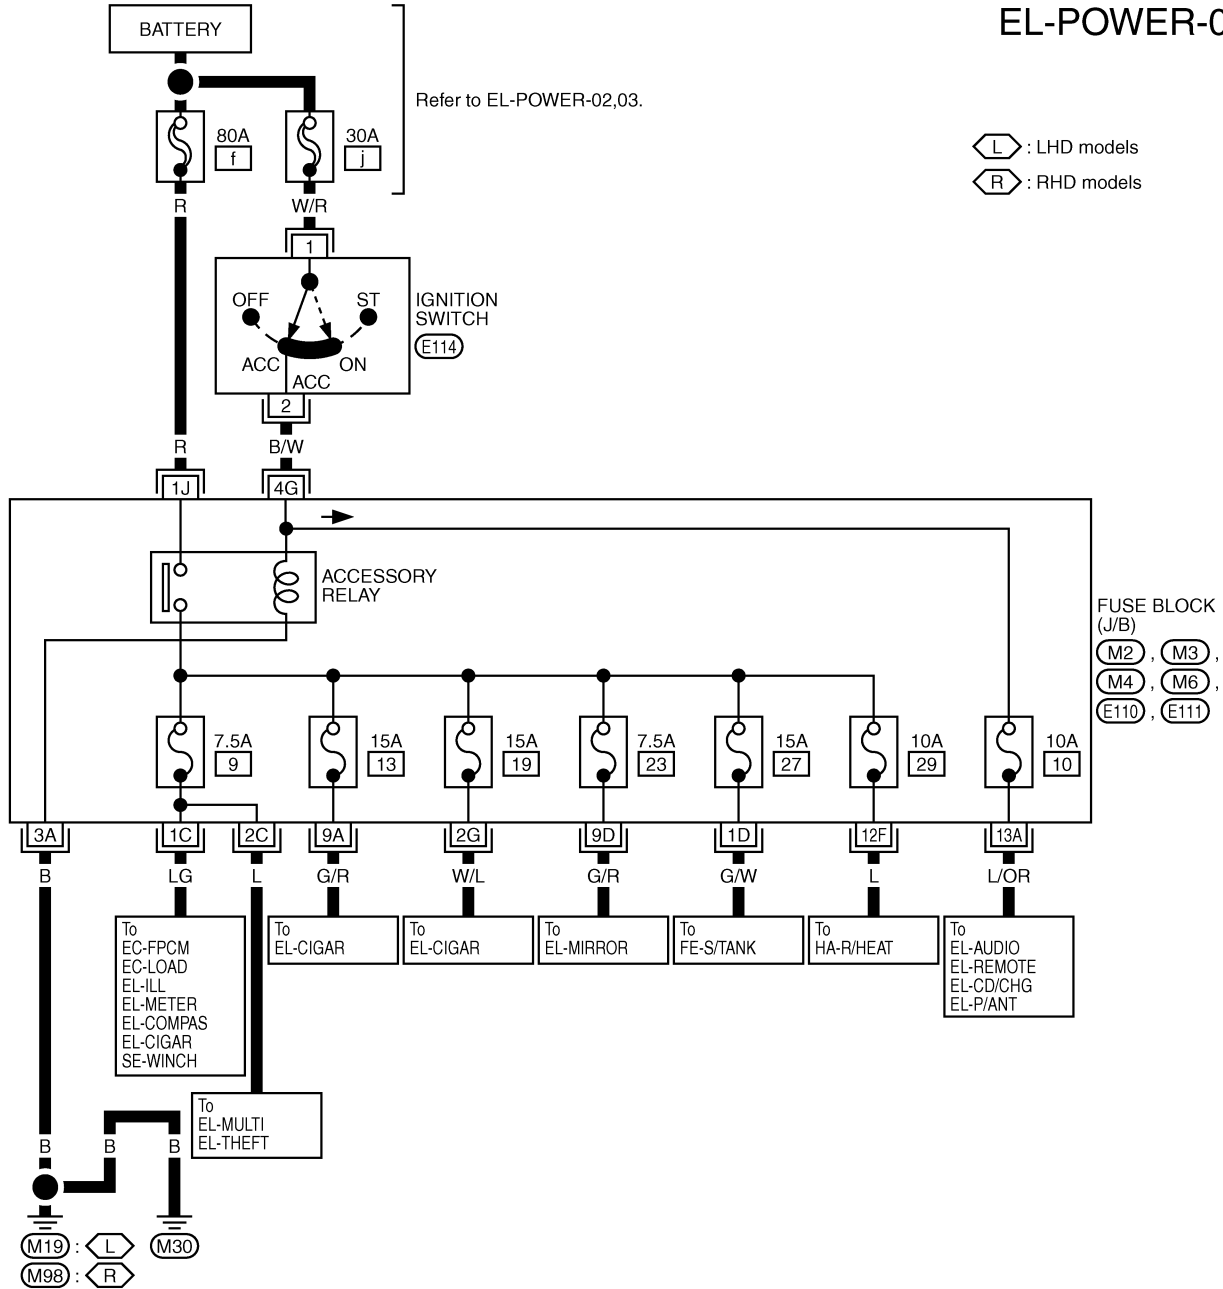 EL-POWER-0
BATTERY
Refer to EL-POWER-02,03.
80A
f
30A
j
L : LHD models
R : RHD models
R
W/R
1
OFF
ST
IGNITION
SWITCH
E114
ACC
ON
ACC
2
R
B/W
1J
4G
ACCESSORY
RELAY
FUSE BLOCK
(J/B)
M2 , M3 ,
M4 , M6 ,
E110 , E111
7.5A
9
15A
13
15A
19
7.5A
23
15A
27
10A
29
10A
10
3A
1C
2C
9A
2G
9D
1D
12F
13A
B
LG
L
G/R
W/L
G/R
G/W
L
L/OR
To
EC-FPCM
EC-LOAD
EL-ILL
EL-METER
EL-COMPAS
EL-CIGAR
SE-WINCH
To
EL-CIGAR
To
EL-CIGAR
To
EL-MIRROR
To
FE-S/TANK
To
HA-R/HEAT
To
EL-AUDIO
EL-REMOTE
EL-CD/CHG
EL-P/ANT
To
EL-MULTI
EL-THEFT
B
B
B
M19 : L
M30
M98 : R